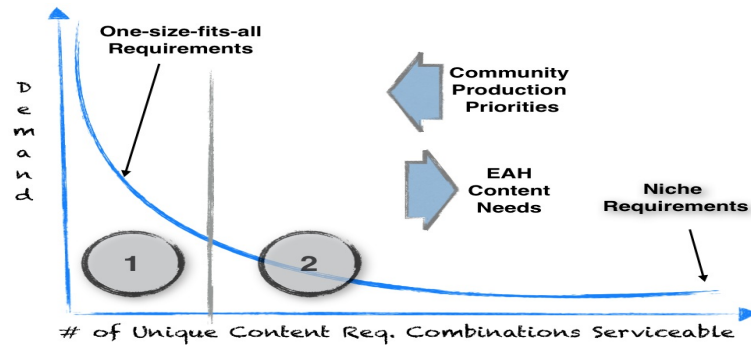 One-size-fits-all
Requirements
Demand
Community
Production
Priorities
EAH
Content
Needs
Niche
Requirements
1
2
# of Unique Content Req. Combinations Serviceable